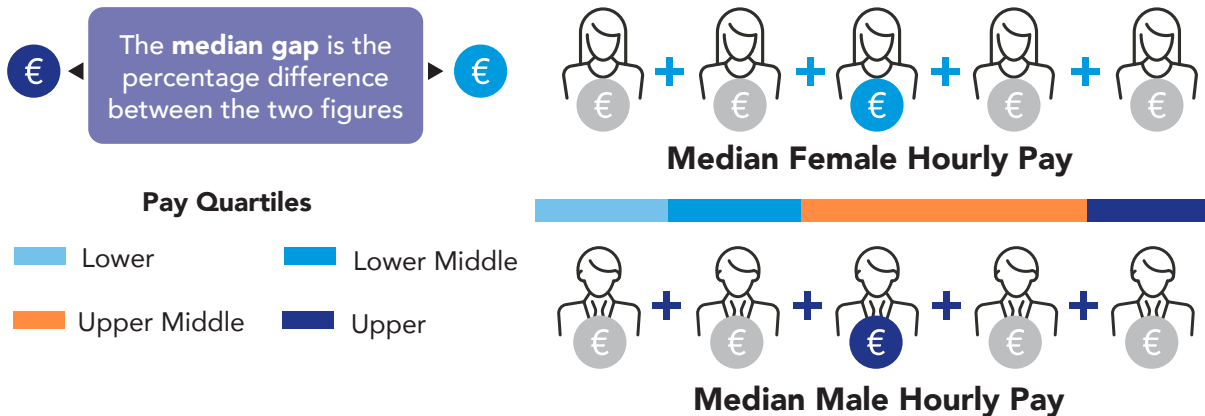 The median gap is the
percentage difference
between the two figures
€
€
€ € € € €
Median Female Hourly Pay
Pay Quartiles
Lower
Lower Middle
Upper Middle
Upper
€ € € € €
Median Male Hourly Pay